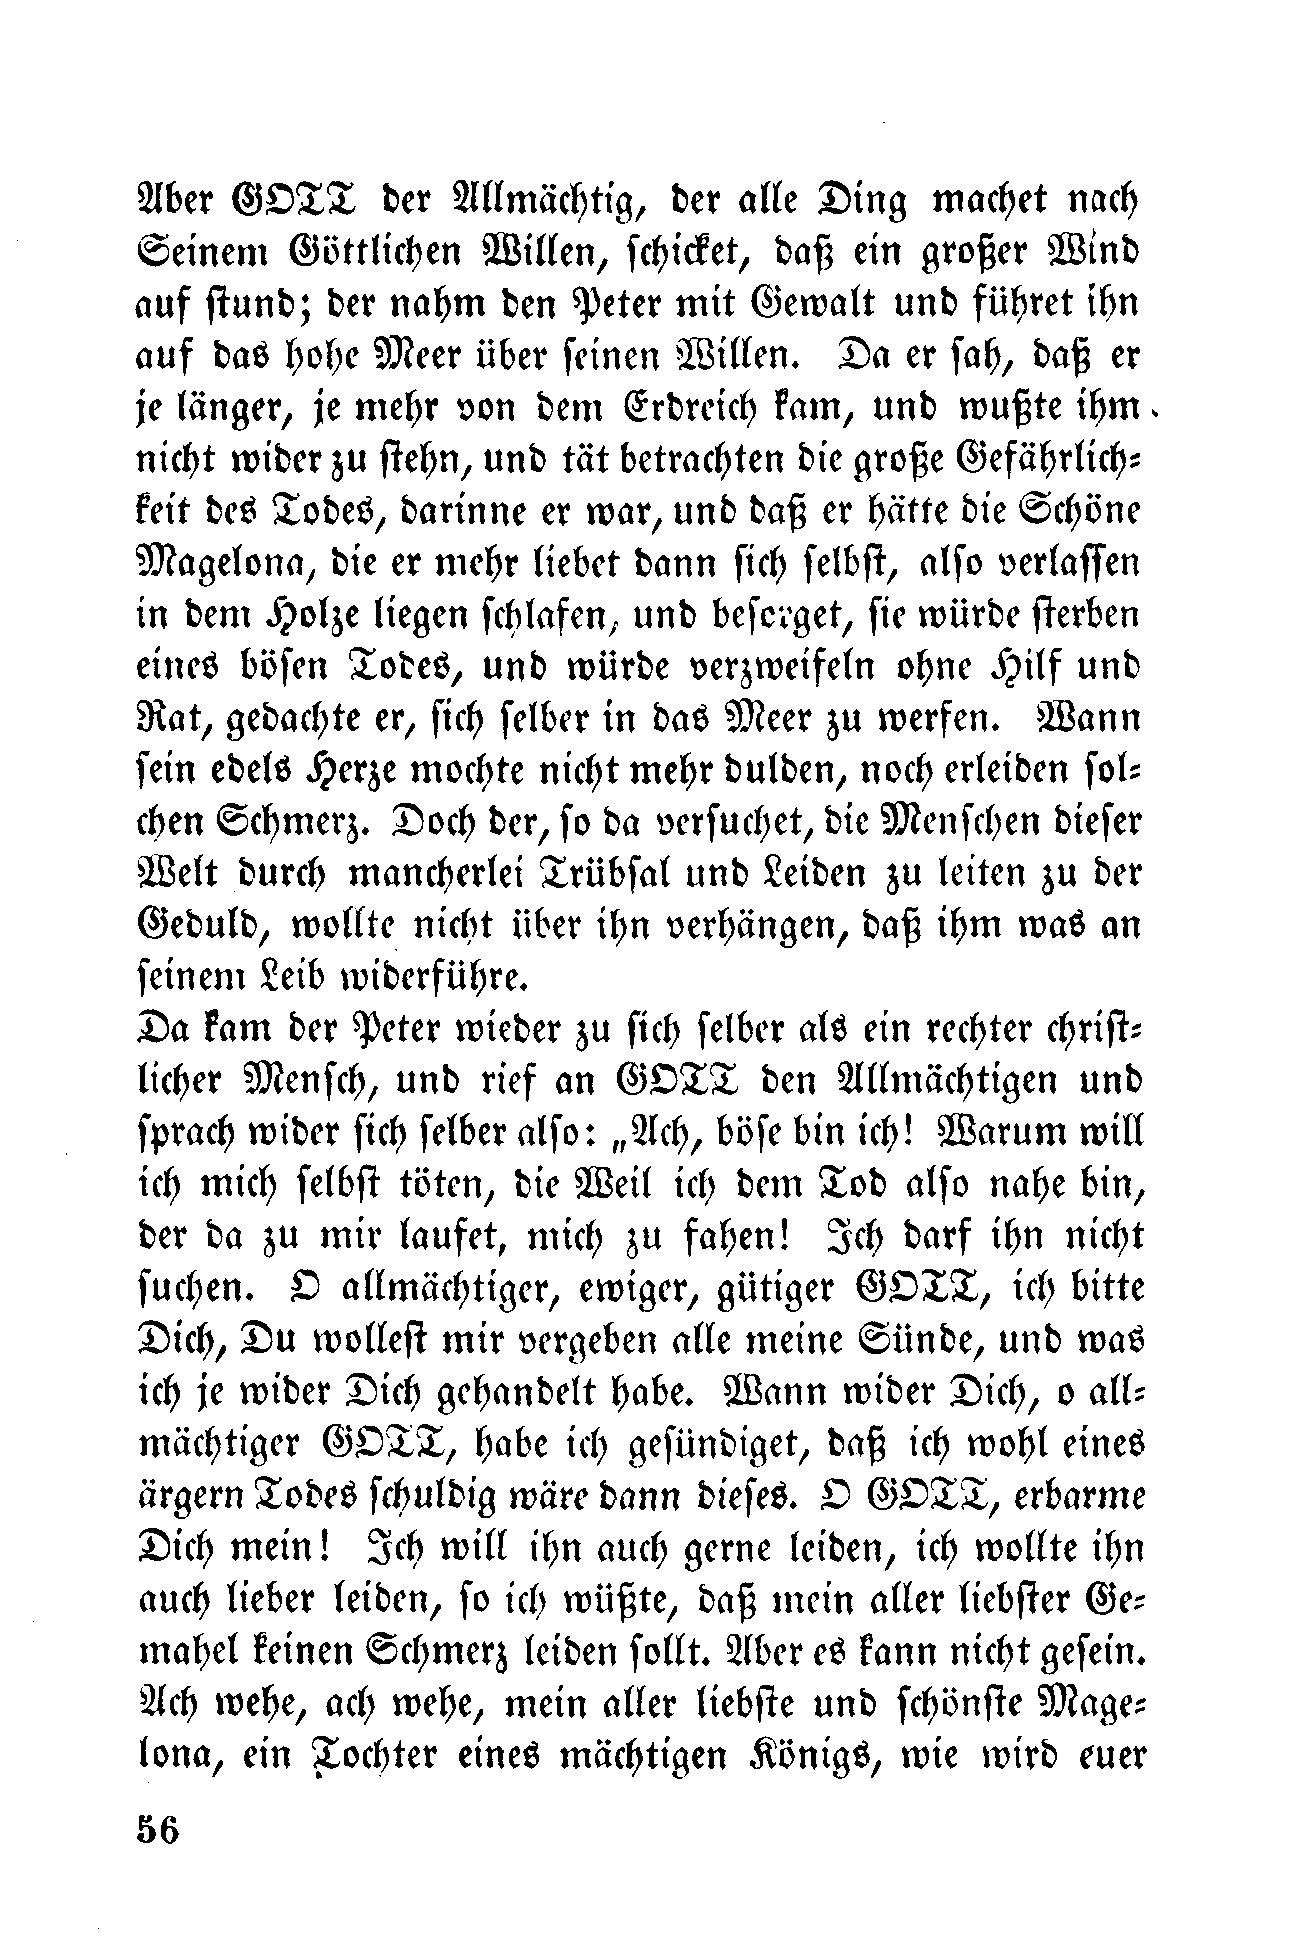 Aber GOTT der Allmächtig, der alle Ding machet nach
Seinem Göttlichen Willen, schicket, daß ein großer Wind
auf stund; der nahm den Peter mit Gewalt und führet ihn
auf das hohe Meer über seinen Willen. Da er sah, daß er
je länger, je mehr von dem Erdreich kam, und wußte ihm
nicht wider zu stehn, und tät betrachten die große Gefährlich-
keit des Todes, darinne er war, und daß er hätte die Schöne
Magelona, die er mehr liebet dann sich selbst, also verlassen
in dem Holze liegen schlafen, und besorget, sie würde sterben
eines bösen Todes, und würde verzweifeln ohne Hilf und
Rat, gedachte er, sich selber in das Meer zu werfen. Wann
sein edels Herze mochte nicht mehr dulden, noch erleiden sol-
chen Schmerz. Doch der, so da versuchet, die Menschen dieser
Welt durch mancherlei Trübsal und Leiden zu leiten zu der
Geduld, wollte nicht über ihn verhängen, daß ihm was an
seinem Leib widerführe.
Da kam der Peter wieder zu sich selber als ein rechter christ-
licher Mensch, und rief an GOTT den Allmächtigen und
sprach wider sich selber also: „Ach, böse bin ich! Warum will
ich mich selbst töten, die Weil ich dem Tod also nahe bin,
der da zu mir laufet, mich zu fahen! Ich darf ihn nicht
suchen. O allmächtiger, ewiger, gütiger GOTT, ich bitte
Dich, Du wollest mir vergeben alle meine Sünde, und was
ich je wider Dich gehandelt habe. Wann wider Dich, o all-
mächtiger GOTT, habe ich gesündiget, daß ich wohl eines
ärgern Todes schuldig wäre dann dieses. O GOTT, erbarme
Dich mein! Ich will ihn auch gerne leiden, ich wollte ihn
auch lieber leiden, so ich wüßte, daß mein aller liebster Ge-
mahel keinen Schmerz leiden sollt. Aber es kann nicht gesein.
Ach wehe, ach wehe, mein aller liebste und schönste Mage-
lona, ein Tochter eines mächtigen Königs, wie wird euer
56